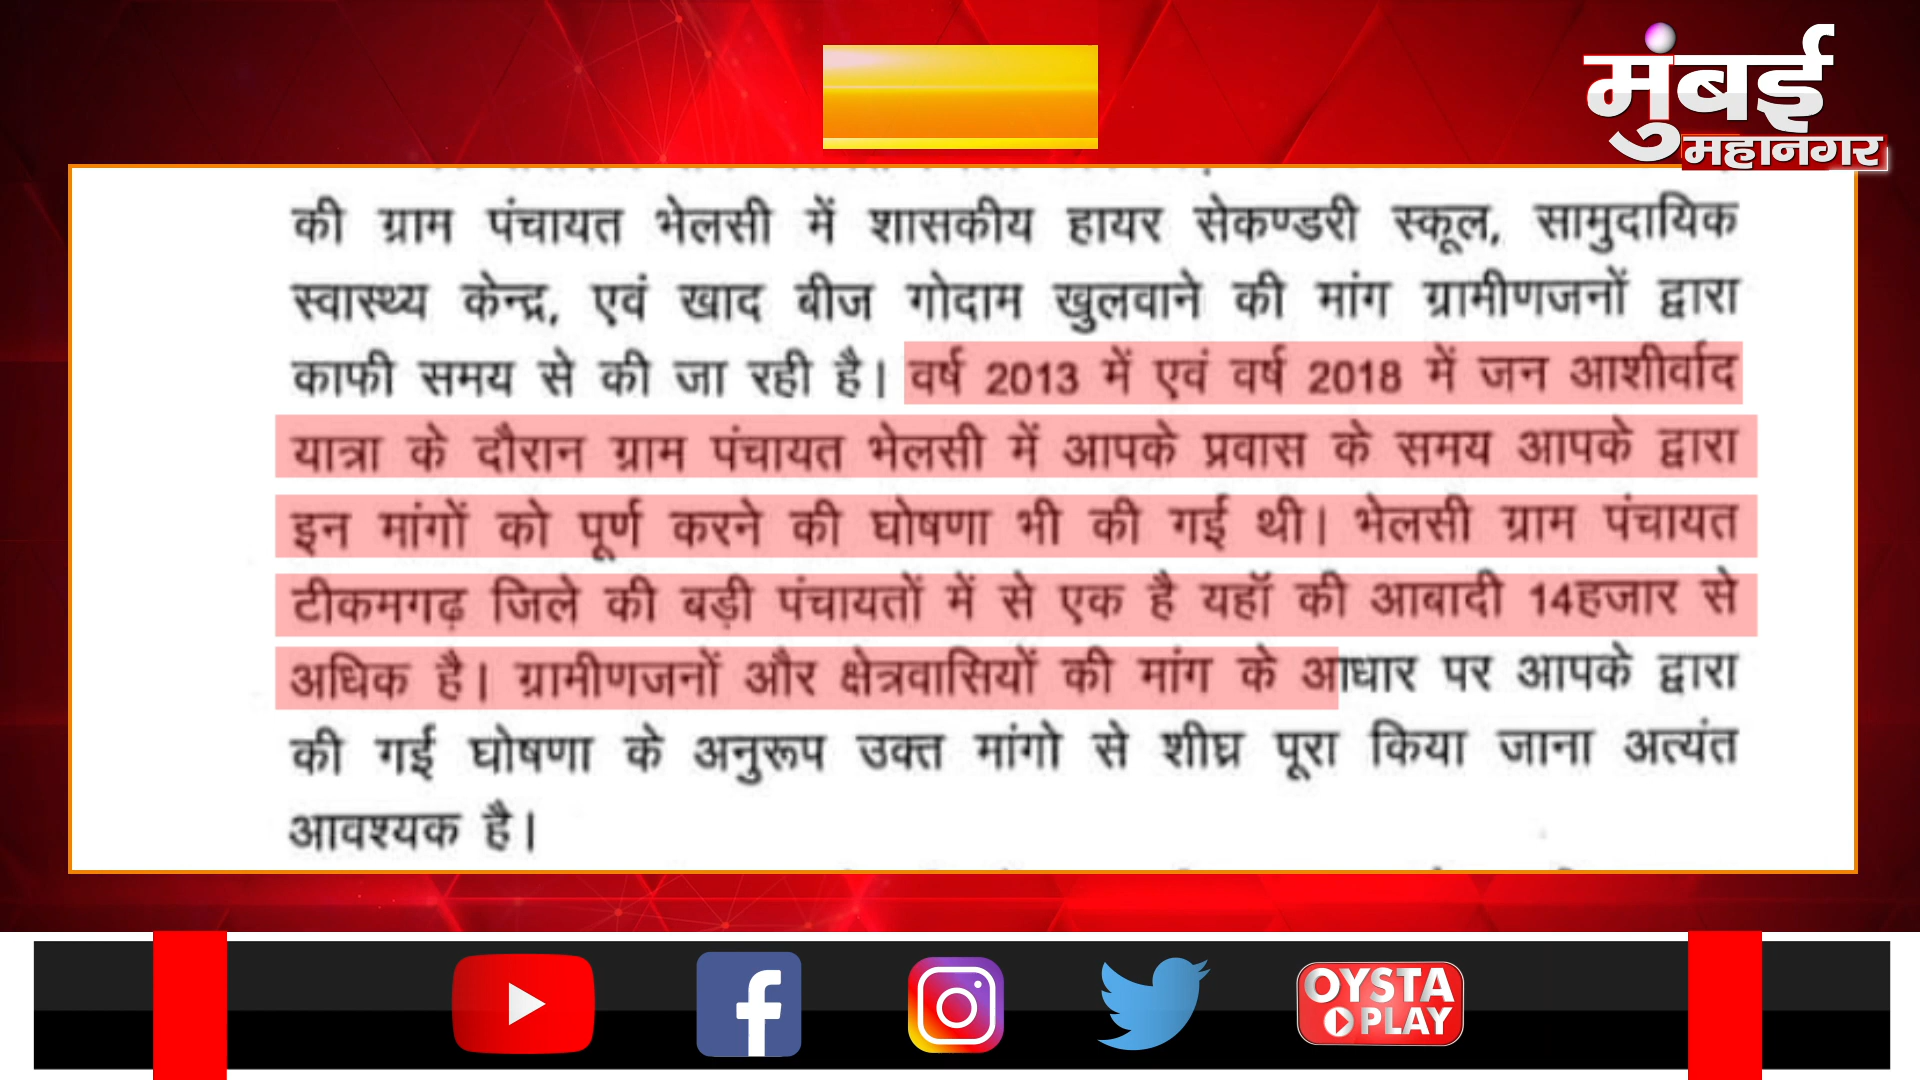 मुंबई
महानगर
की ग्राम पंचायत भेलसी में शासकीय हायर सेकण्डरी स्कूल, सामुदायिक
स्वास्थ्य केन्द्र, एवं खाद बीज गोदाम खुलवाने की मांग ग्रामीणजनों द्वारा
काफी समय से की जा रही है। वर्ष 2013 में एवं वर्ष 2018 में जन आशीर्वाद
यात्रा के दौरान ग्राम पंचायत भेलसी में आपके प्रवास के समय आपके द्वारा
इन मांगों को पूर्ण करने की घोषणा भी की गई थी। भेलसी ग्राम पंचायत
टीकमगढ़ जिले की बड़ी पंचायतों में से एक है यहॉ की आबादी 14हजार से
अधिक है। ग्रामीणजनों और क्षेत्रवासियों की मांग के आधार पर आपके द्वारा
की गई घोषणा के अनुरूप उक्त मांगो से शीघ्र पूरा किया जाना अत्यंत
आवश्यक है।
OYSTA
PLAY